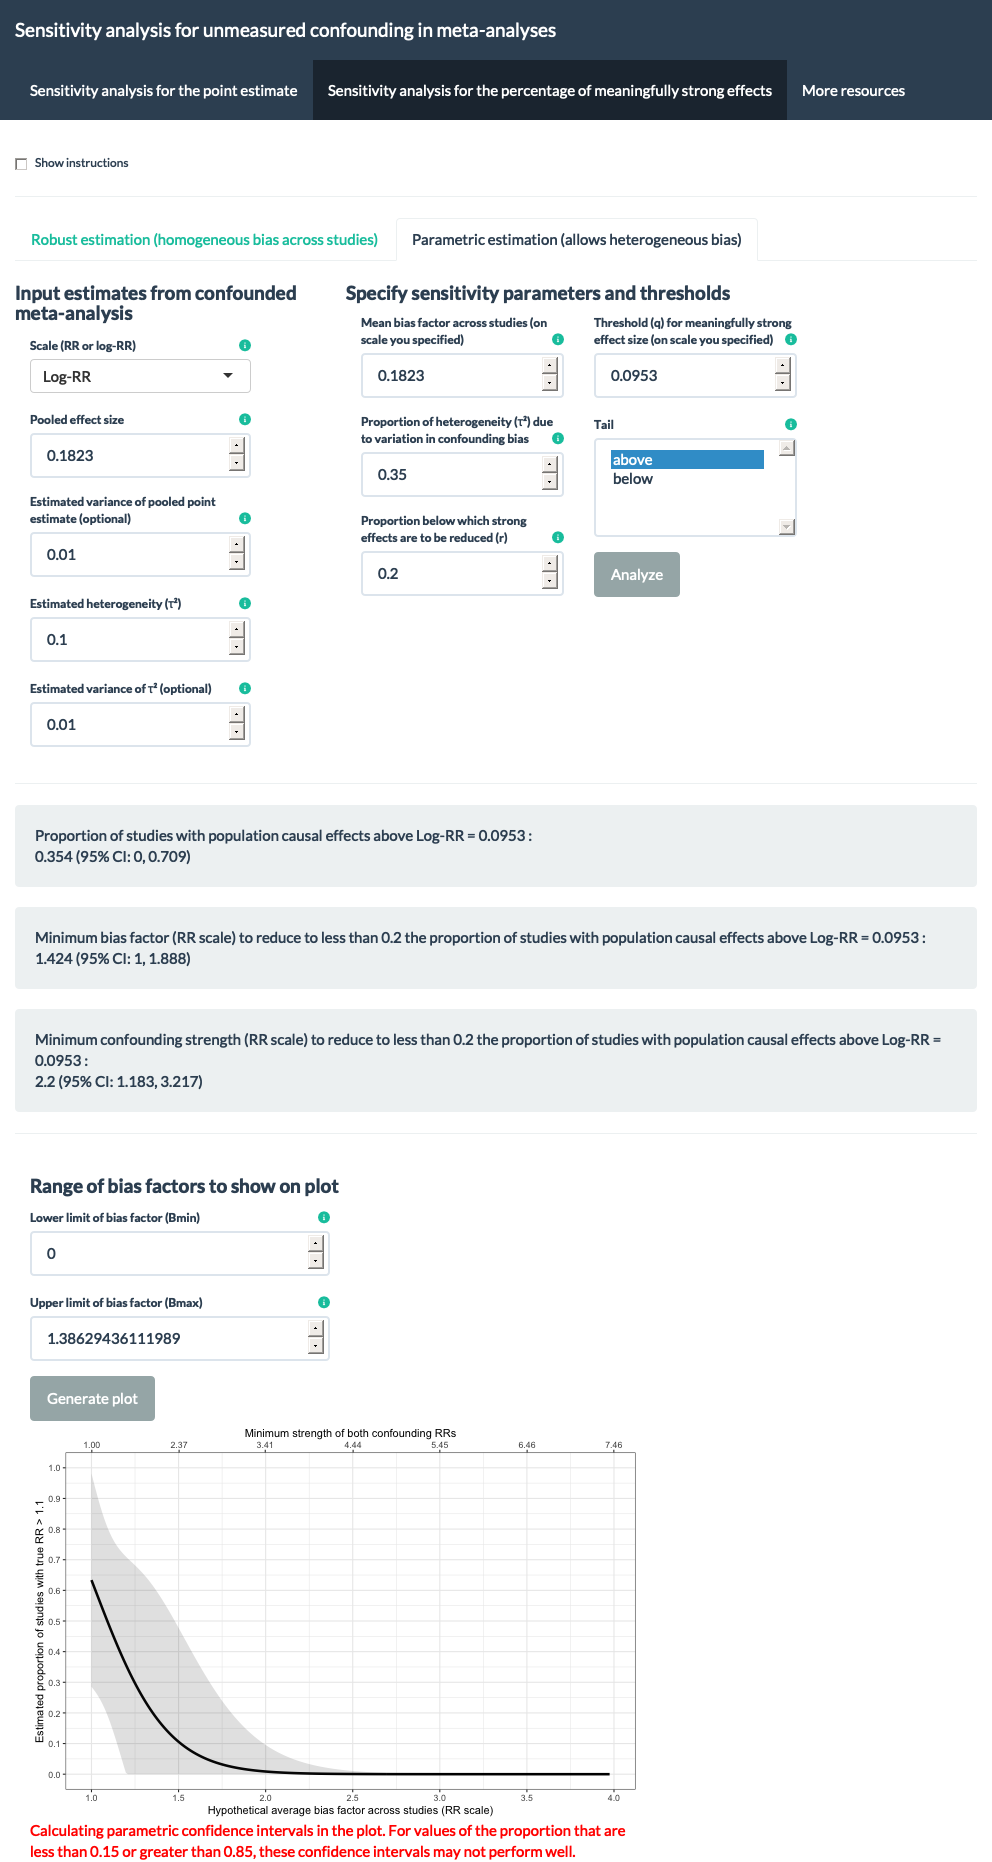 Sensitivity analysis for unmeasured confounding in meta-analyses
Sensitivity analysis for the point estimate
Sensitivity analysis for the percentage of meaningfully strong effects
More resources
Show instructions
Robust estimation (homogeneous bias across studies)
Parametric estimation (allows heterogeneous bias)
Input estimates from confounded
meta-analysis
Scale (RR or log-RR)
Log-RR
Pooled effect size
0.1823
Estimated variance of pooled point
estimate (optional)
0.01
Estimated heterogeneity (τ²)
0.1
Estimated variance of τ² (optional)
0.01
Specify sensitivity parameters and thresholds
Mean bias factor across studies (on
scale you specified)
0.1823
Proportion of heterogeneity (τ²) due
to variation in confounding bias
0.35
Proportion below which strong
effects are to be reduced (r)
0.2
Threshold (q) for meaningfully strong
effect size (on scale you specified)
0.0953
Tail
above
below
Analyze
Proportion of studies with population causal effects above Log-RR = 0.0953 :
0.354 (95% CI: 0, 0.709)
Minimum bias factor (RR scale) to reduce to less than 0.2 the proportion of studies with population causal effects above Log-RR = 0.0953 :
1.424 (95% CI: 1, 1.888)
Minimum confounding strength (RR scale) to reduce to less than 0.2 the proportion of studies with population causal effects above Log-RR =
0.0953 :
2.2 (95% CI: 1.183, 3.217)
Range of bias factors to show on plot
Lower limit of bias factor (Bmin)
0
Upper limit of bias factor (Bmax)
1.38629436111989
Generate plot
Minimum strength of both confounding RRs
1.00 2.37 3.41 4.44 5.45 6.46 7.46
Estimated proportion of studies with true RR > 1.1
1.0
0.9
0.8
0.7
0.6
0.5
0.4
0.3
0.2
0.1
0.0
1.0 1.5 2.0 2.5 3.0 3.5 4.0
Hypothetical average bias factor across studies (RR scale)
Calculating parametric confidence intervals in the plot. For values of the proportion that are
less than 0.15 or greater than 0.85, these confidence intervals may not perform well.